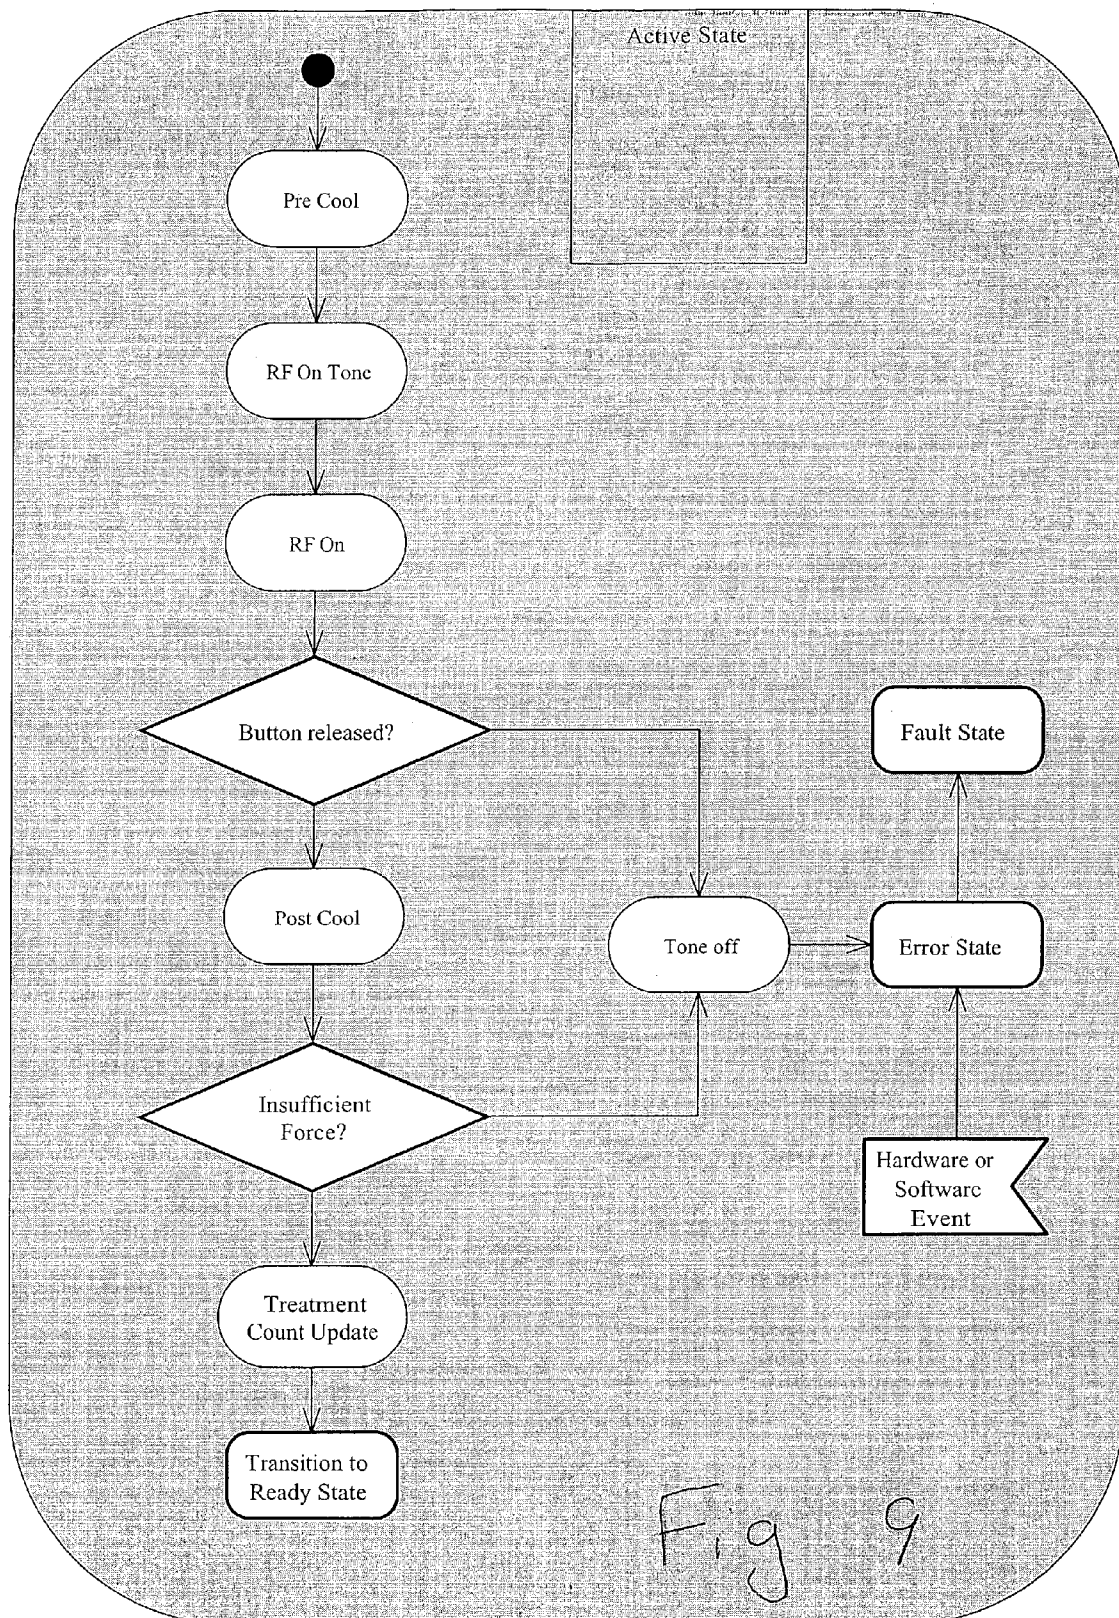 Active State
Pre Cool
RF On Tone
RF On
Button released?
Fault State
Post Cool
Tone off
Error State
Insufficient
Force?
Hardware or
Software
Event
Treatment
Count Update
Transition to
Ready State
Fig 9